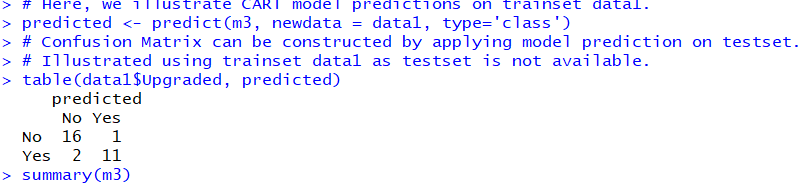 > # Here, we illustrate CART model predictions on trainset data1.
> predicted <- predict(m3, newdata = data1, type='class')
> # Confusion Matrix can be constructed by applying model prediction on testset.
> # Illustrated using trainset data1 as testset is not available.
> table(data1$Upgraded, predicted)
predicted
No Yes
No 16 1
Yes 2 11
> summary(m3)